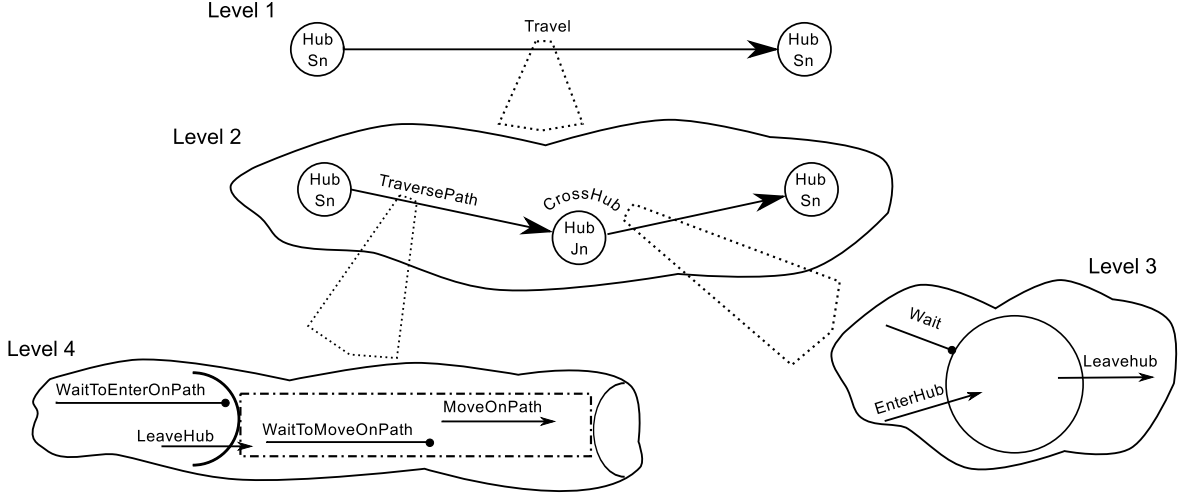 Level 1
Hub
Sn
Travel
Hub
Sn
Level 2
Hub
Sn
TraversePath
CrossHub
Hub
Jn
Hub
Sn
Level 3
Wait
EnterHub
Leavehub
Level 4
WaitToEnterOnPath
LeaveHub
WaitToMoveOnPath
MoveOnPath